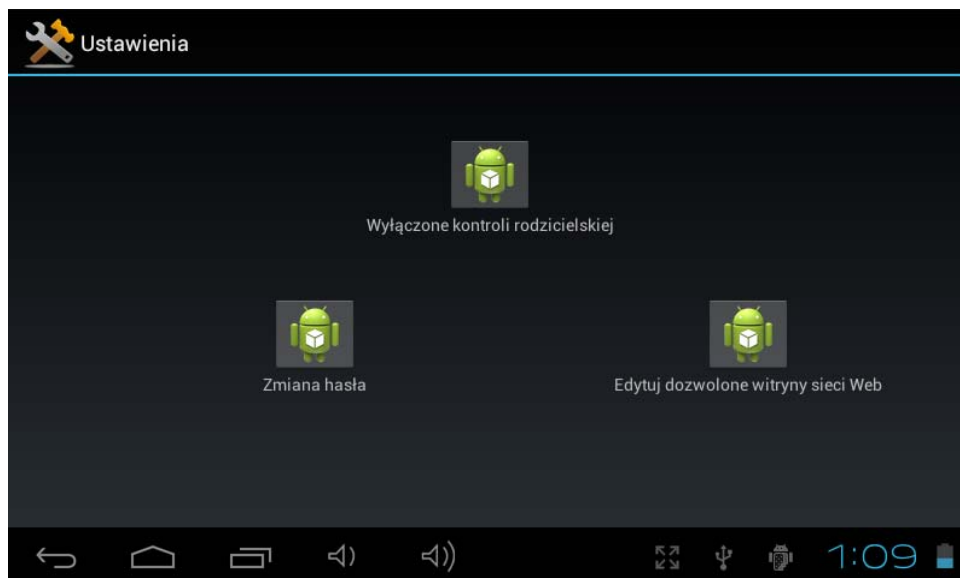 Ustawienia
Wyłączone kontroli rodzicielskiej
Zmiana hasła
Edytuj dozwolone witryny sieci Web
1:09